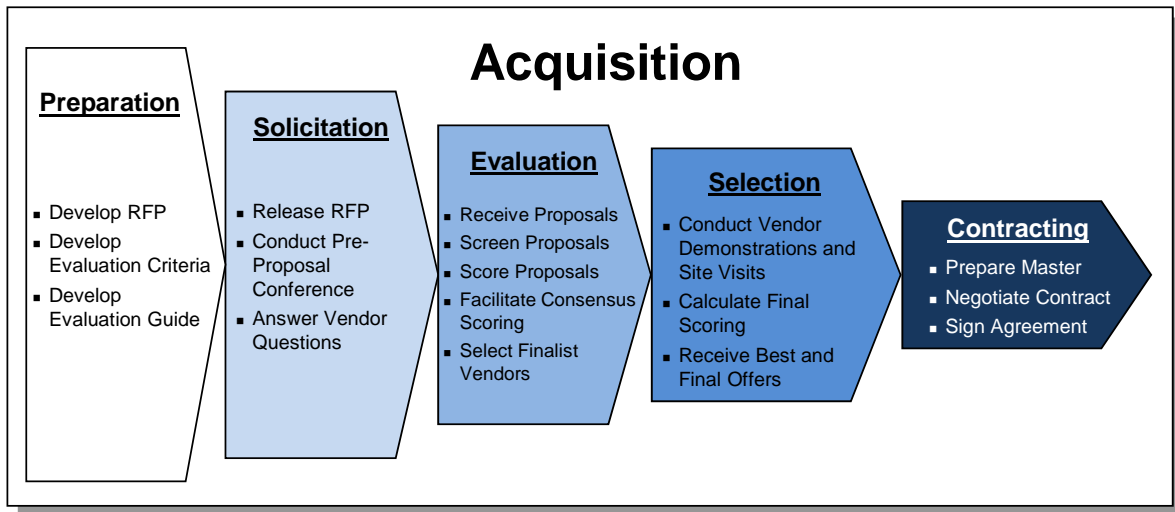 Acquisition
Preparation
▪ Develop RFP
▪ Develop
Evaluation Criteria
▪ Develop
Evaluation Guide
Solicitation
▪ Release RFP
▪ Conduct Pre-
Proposal
Conference
▪ Answer Vendor
Questions
Evaluation
▪ Receive Proposals
▪ Screen Proposals
▪ Score Proposals
▪ Facilitate Consensus
Scoring
▪ Select Finalist
Vendors
Selection
▪ Conduct Vendor
Demonstrations and
Site Visits
▪ Calculate Final
Scoring
▪ Receive Best and
Final Offers
Contracting
▪ Prepare Master
▪ Negotiate Contract
▪ Sign Agreement